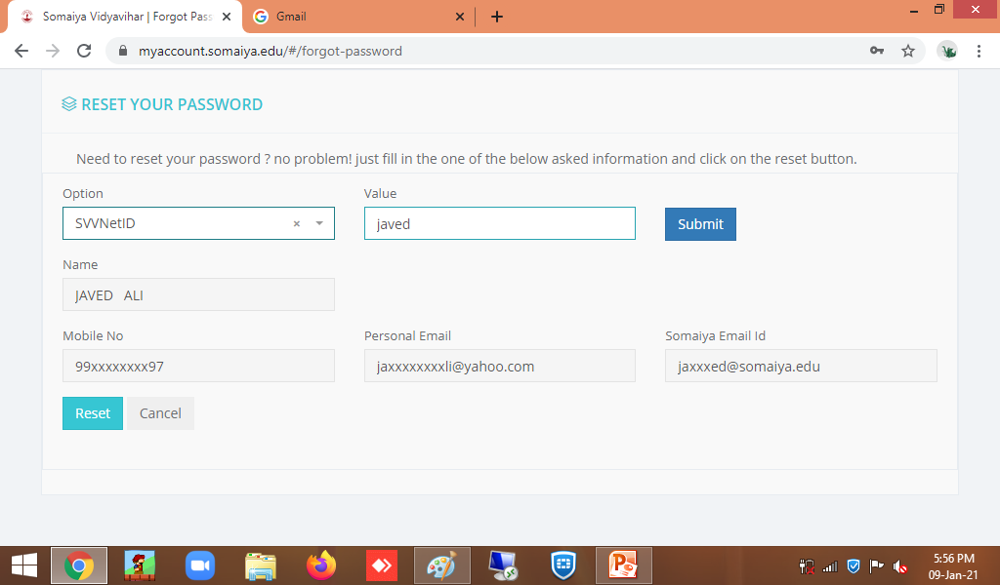 Somaiya Vidyavihar | Forgot Pass
Gmail
myaccount.somaiya.edu/#/forgot-password
RESET YOUR PASSWORD
Need to reset your password ? no problem! just fill in the one of the below asked information and click on the reset button.
Option Value
SVVNetID × javed Submit
Name
JAVED ALI
Mobile No Personal Email Somaiya Email Id
99xxxxxxxx97 jaxxxxxxxxli@yahoo.com jaxxxed@somaiya.edu
Reset Cancel
5:56 PM
09-Jan-21